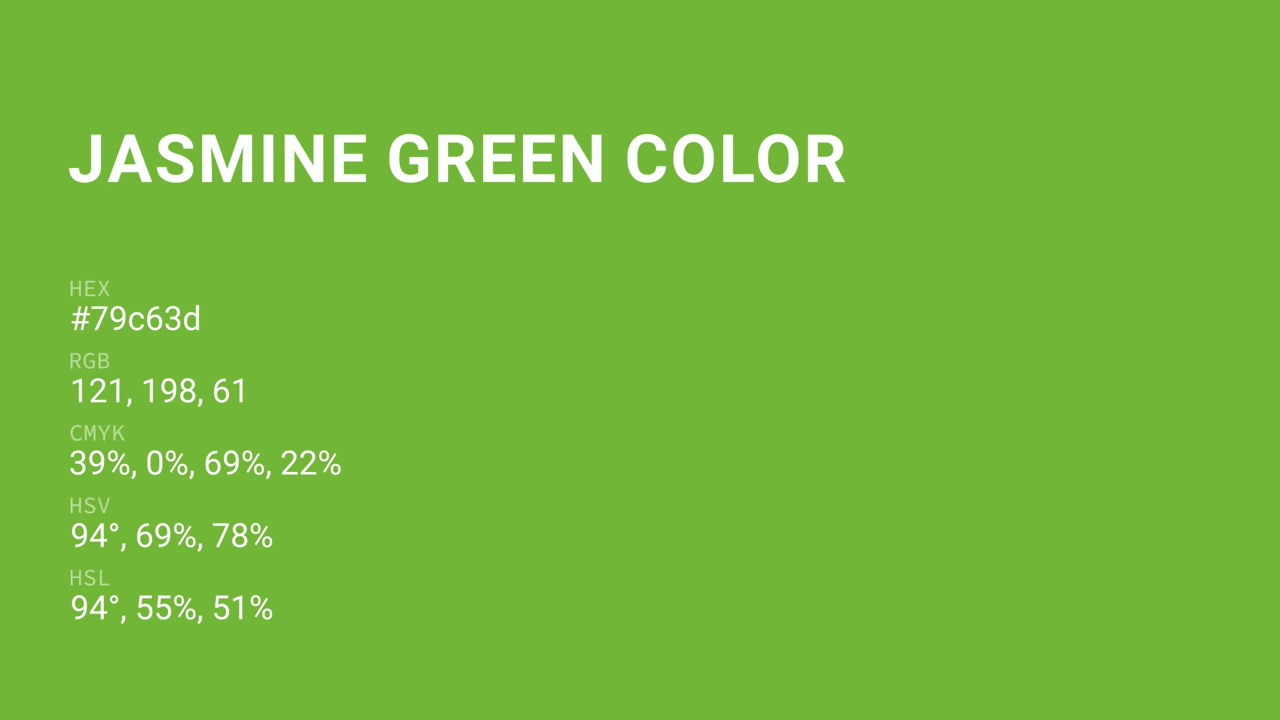 JASMINE GREEN COLOR
HEX
#79c63d
RGB
121, 198, 61
CMYK
39%, 0%, 69%, 22%
HSV
94°, 69%, 78%
HSL
94°, 55%, 51%